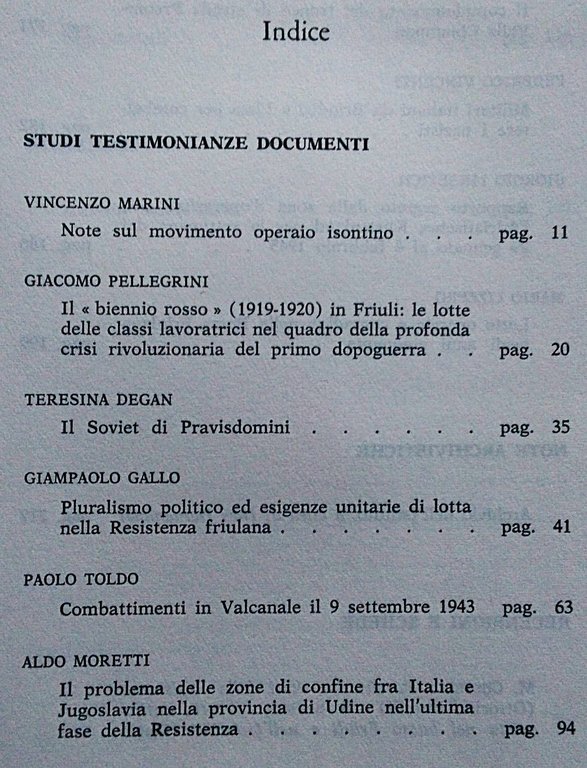 Indice
STUDI TESTIMONIANZE DOCUMENTI
VINCENZO MARINI
Note sul movimento operaio isontino . . . pag. 11
GIACOMO PELLEGRINI
Il « biennio rosso » (1919-1920) in Friuli: le lotte
delle classi lavoratrici nel quadro della profonda
crisi rivoluzionaria del primo dopoguerra . . pag. 20
TERESINA DEGAN
Il Soviet di Pravisdomini . . . . . . pag. 35
GIAMPAOLO GALLO
Pluralismo politico ed esigenze unitarie di lotta
nella Resistenza friulana . . . . . . . pag. 41
PAOLO TOLDO
Combattimenti in Valcanale il 9 settembre 1943 pag. 63
ALDO MORETTI
Il problema delle zone di confine fra Italia e
Jugoslavia nella provincia di Udine nell'ultima
fase della Resistenza . . . . . . . pag. 94